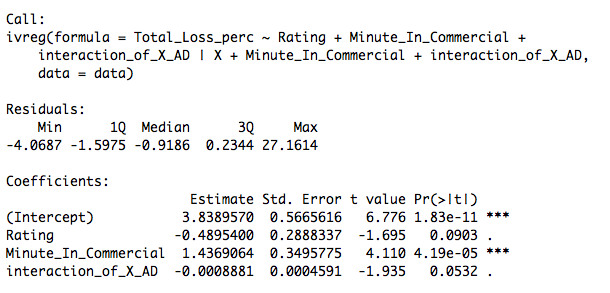 Call:
ivreg(formula = Total_Loss_perc ~ Rating + Minute_In_Commercial +
    interaction_of_X_AD | X + Minute_In_Commercial + interaction_of_X_AD,
    data = data)

Residuals:
    Min      1Q  Median      3Q     Max
-4.0687 -1.5975 -0.9186  0.2344 27.1614

Coefficients:
                       Estimate Std. Error t value Pr(>|t|)
(Intercept)           3.8389570  0.5665616   6.776 1.83e-11 ***
Rating               -0.4895400  0.2888337  -1.695   0.0903 .
Minute_In_Commercial  1.4369064  0.3495775   4.110 4.19e-05 ***
interaction_of_X_AD  -0.0008881  0.0004591  -1.935   0.0532 .